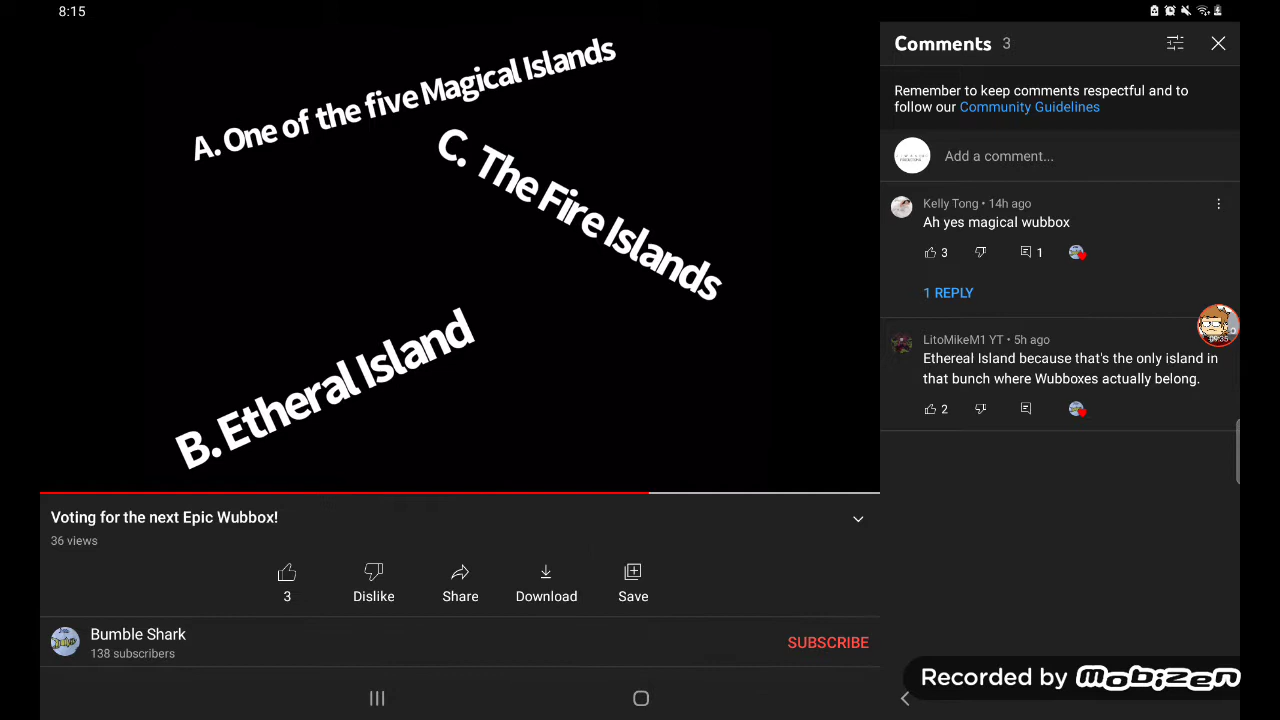 8:15
A. One of the five Magical Islands
C. The Fire Islands
B. Etheral Island
Voting for the next Epic Wubbox!
36 views
3
Dislike
Share
Download
Save
Bumble Shark
138 subscribers
SUBSCRIBE
Comments 3
Remember to keep comments respectful and to
follow our Community Guidelines
Add a comment...
Kelly Tong • 14h ago
Ah yes magical wubbox
3 1
1 REPLY
09:35
LitoMikeM1 YT • 5h ago
Ethereal Island because that's the only island in
that bunch where Wubboxes actually belong.
2
Recorded by mobizen